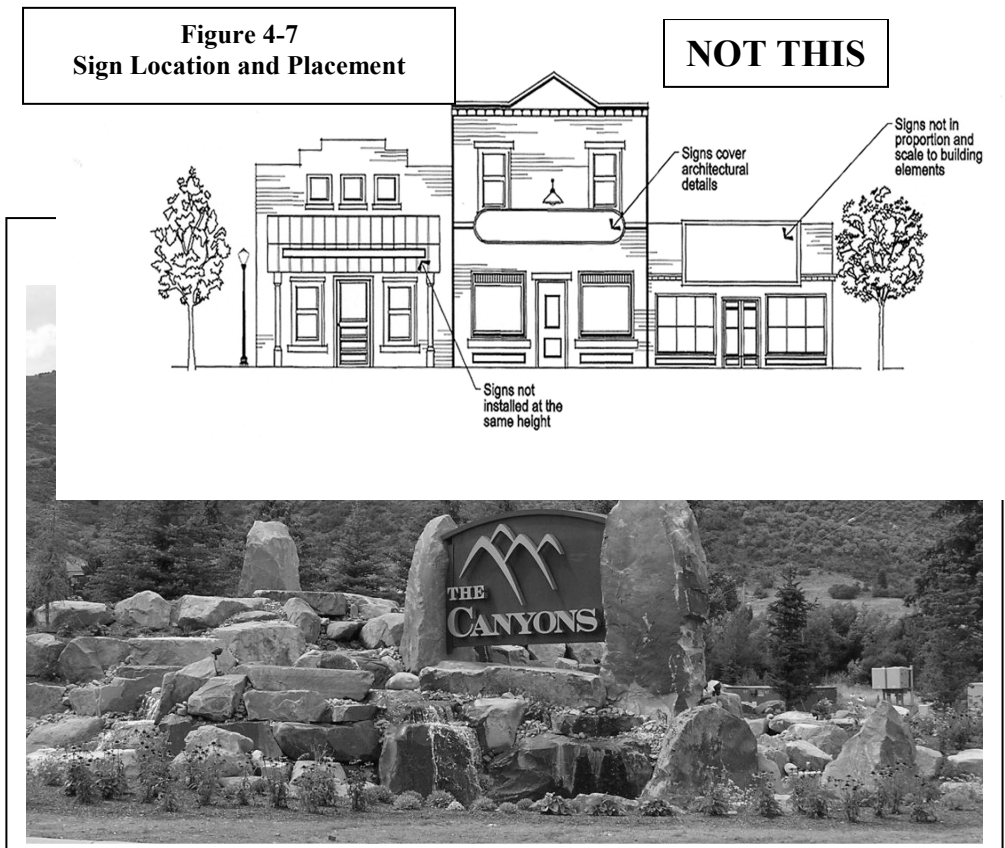 Figure 4-7
Sign Location and Placement
NOT THIS
Signs cover
architectural
details
Signs not in
proportion and
scale to building
elements
Signs not
installed at the
same height
THE
CANYONS